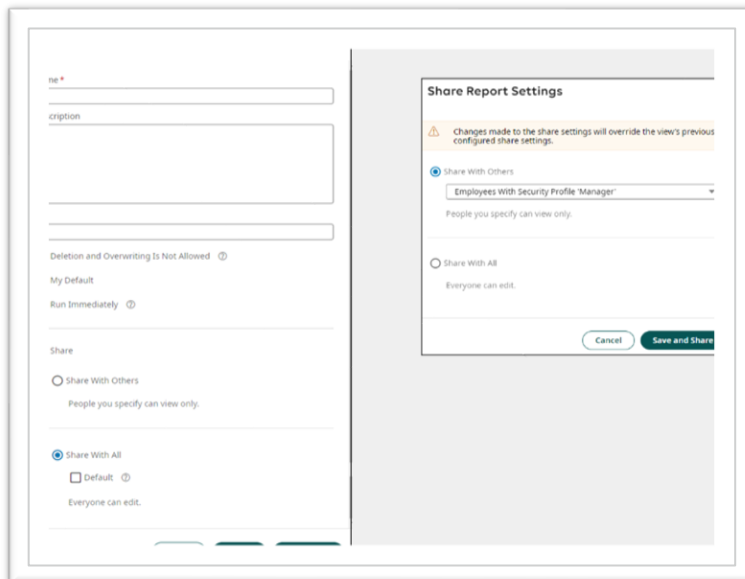 ne *
cription
Deletion and Overwriting Is Not Allowed
My Default
Run Immediately
Share
Share With Others
People you specify can view only.
Share With All
Default
Everyone can edit.
Share Report Settings
Changes made to the share settings will override the view's previous
configured share settings.
Share With Others
Employees With Security Profile 'Manager'
People you specify can view only.
Share With All
Everyone can edit.
Cancel
Save and Share